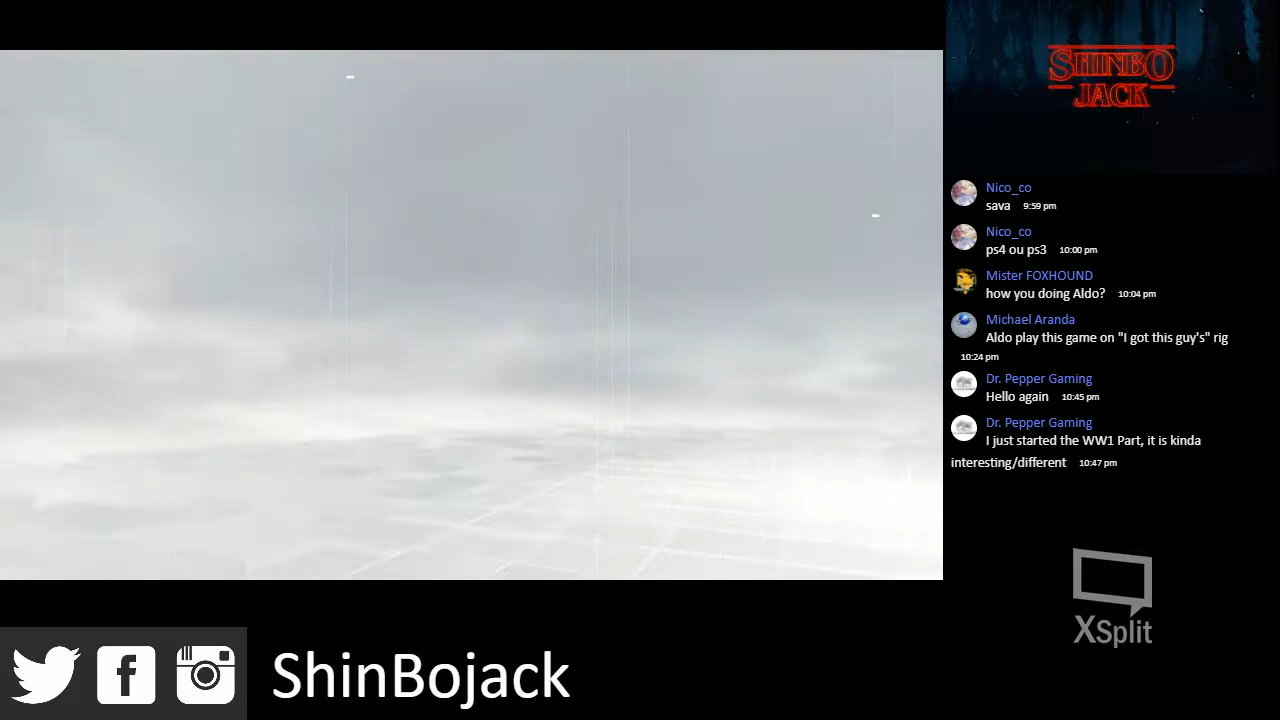 SHINBO
JACK
Nico_co
sava 9:59 pm
Nico_co
ps4 ou ps3 10:00 pm
Mister FOXHOUND
how you doing Aldo? 10:04 pm
Michael Aranda
Aldo play this game on "I got this guy's" rig
10:24 pm
Dr. Pepper Gaming
Hello again 10:45 pm
Dr. Pepper Gaming
I just started the WW1 Part, it is kinda
interesting/different 10:47 pm
XSplit
ShinBojack